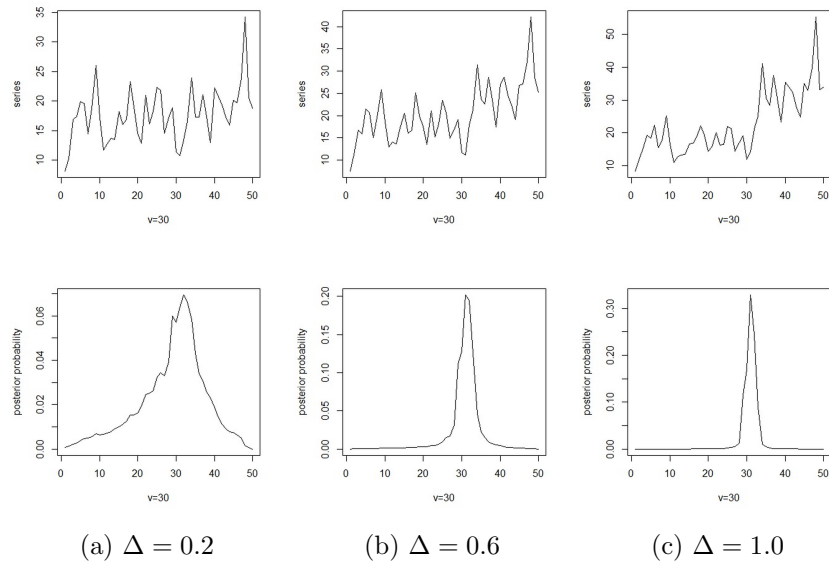 series
35
30
25
20
15
10
0 10 20 30 40 50
v=30
series
40
35
30
25
20
15
10
0 10 20 30 40 50
v=30
series
50
40
30
20
10
0 10 20 30 40 50
v=30
posterior probability
0.06
0.04
0.02
0.00
0 10 20 30 40 50
v=30
posterior probability
0.20
0.15
0.10
0.05
0.00
0 10 20 30 40 50
v=30
posterior probability
0.30
0.20
0.10
0.00
0 10 20 30 40 50
v=30
(a) Δ = 0.2
(b) Δ = 0.6
(c) Δ = 1.0